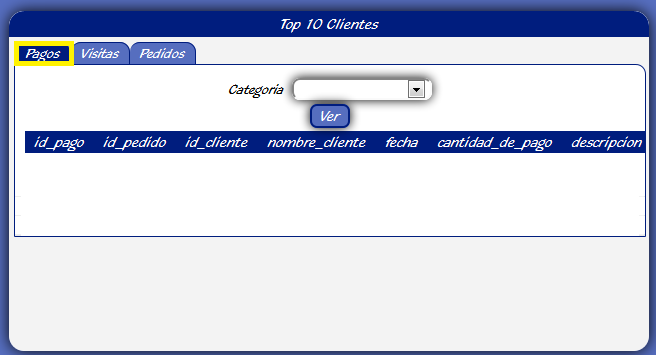 Top 10 Clientes
Pagos Visitas Pedidos
Categoria
Ver
id_pago id_pedido id_cliente nombre_cliente fecha cantidad_de_pago descripcion